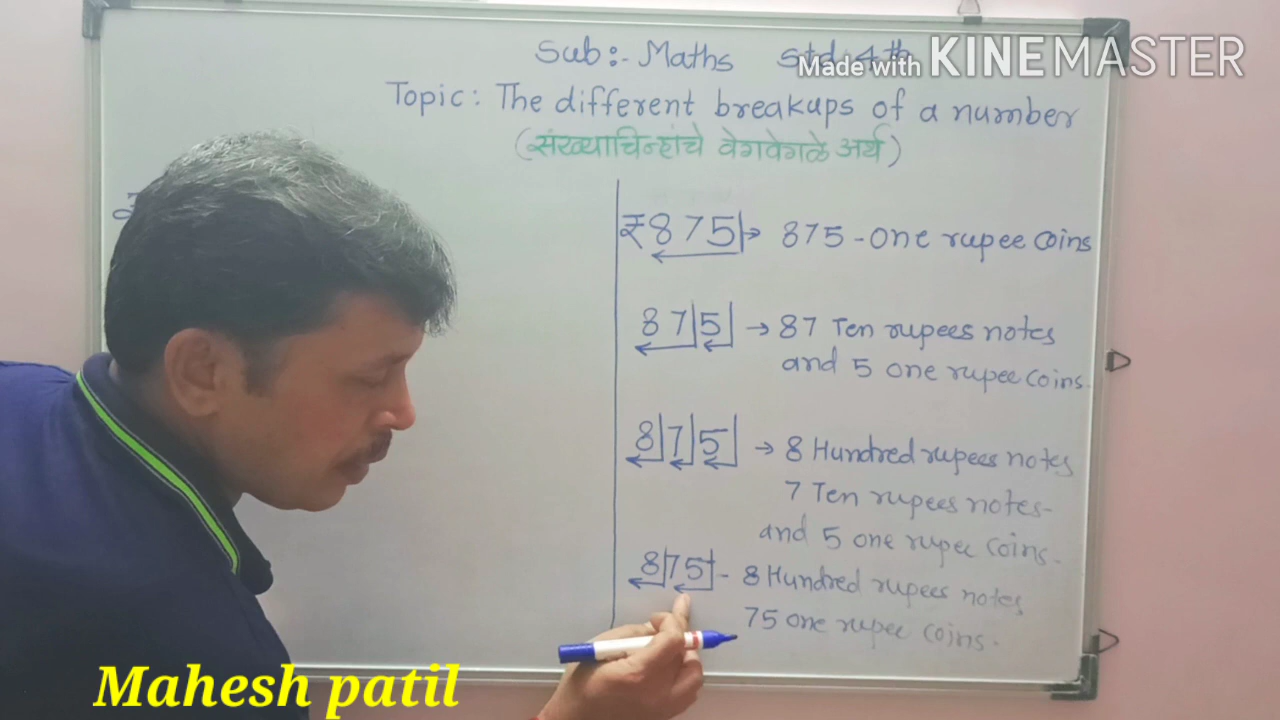 Sub:- Maths Std 4th
Made with KINEMASTER
Topic: The different breakups of a number
(संख्याचिन्हांचे वेगवेगळे अर्थ)
₹875 → 875 - One rupee coins
87 5 → 87 Ten rupees notes
and 5 one rupee coins.
8 7 5 → 8 Hundred rupees notes
7 Ten rupees notes-
and 5 one rupee coins.
8 75 - 8 Hundred rupees notes
75 one rupee coins.
Mahesh patil